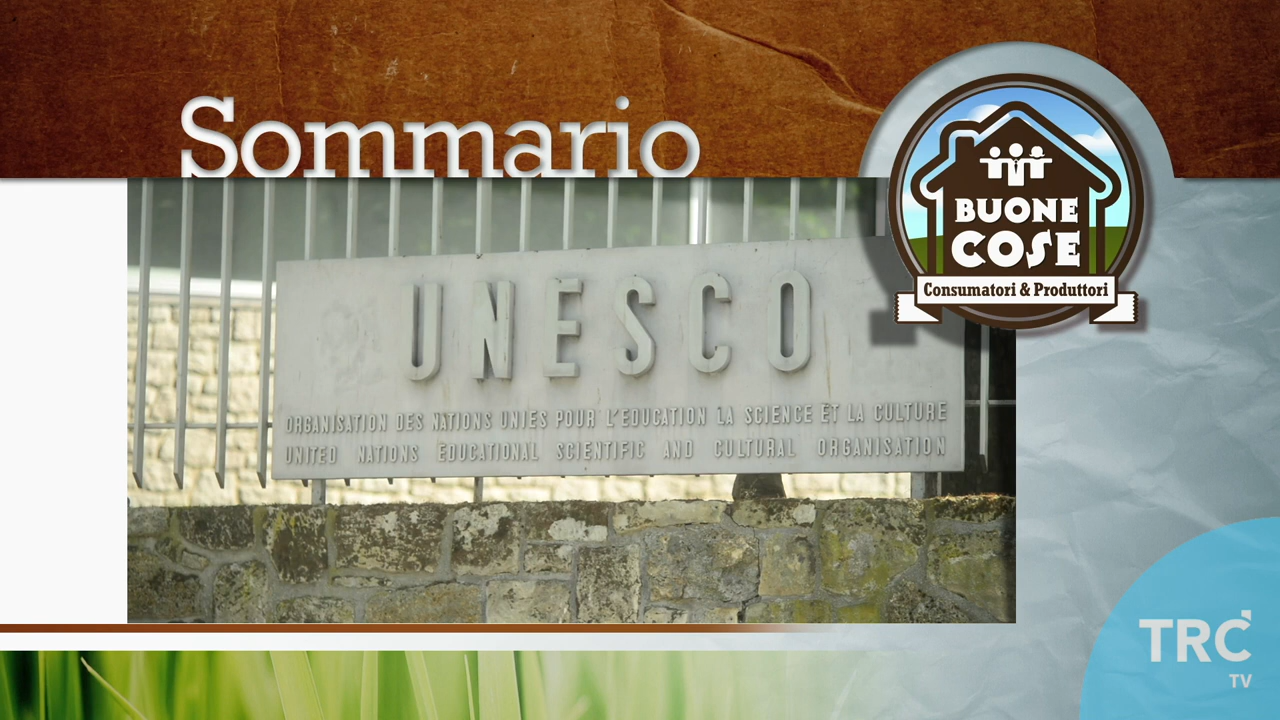 Sommario
BUONE
COSE
Consumatori & Produttori
UNESCO
ORGANISATION DES NATIONS UNIES POUR L'EDUCATION LA SCIENCE ET LA CULTURE
UNITED NATIONS EDUCATIONAL SCIENTIFIC AND CULTURAL ORGANISATION
TRC
TV